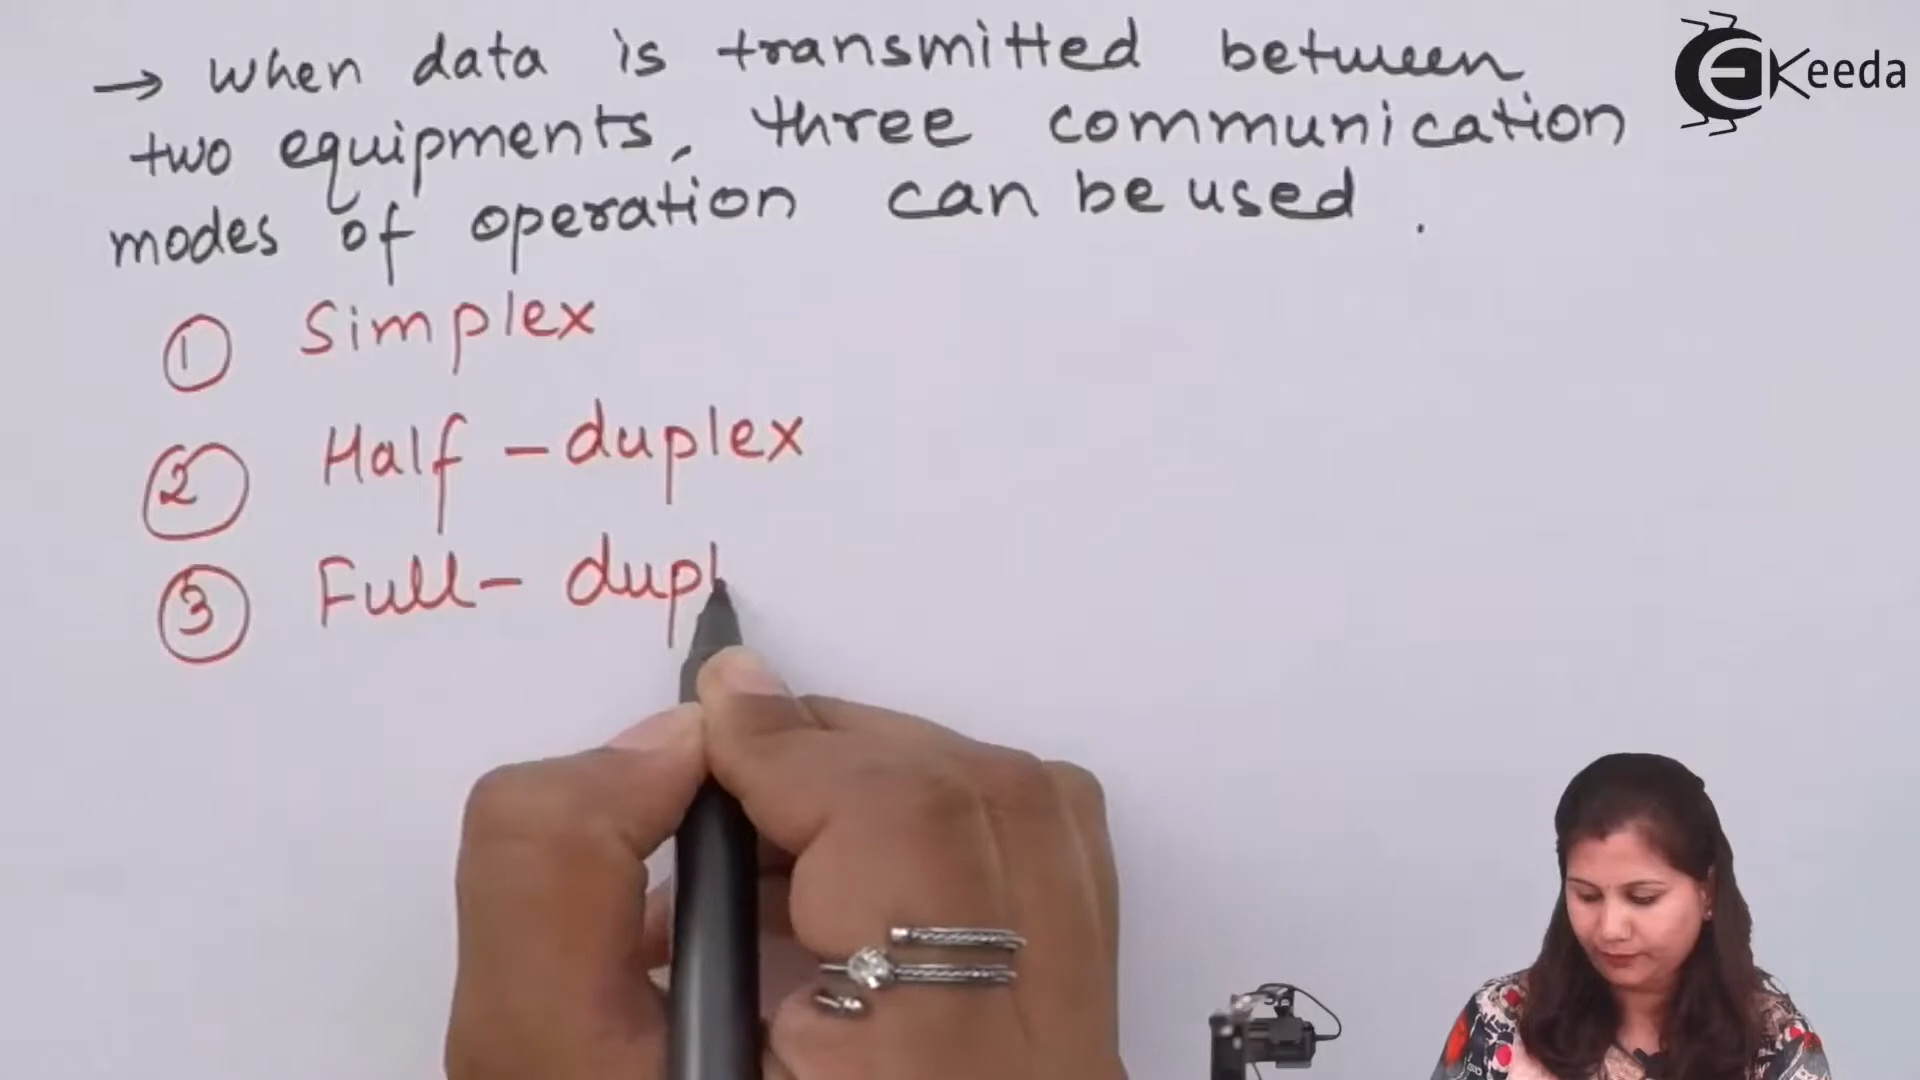 → When data is transmitted between
two equipments, three communication
modes of operation can be used.
① Simplex
② Half - duplex
③ Full - dupl
EKeeda